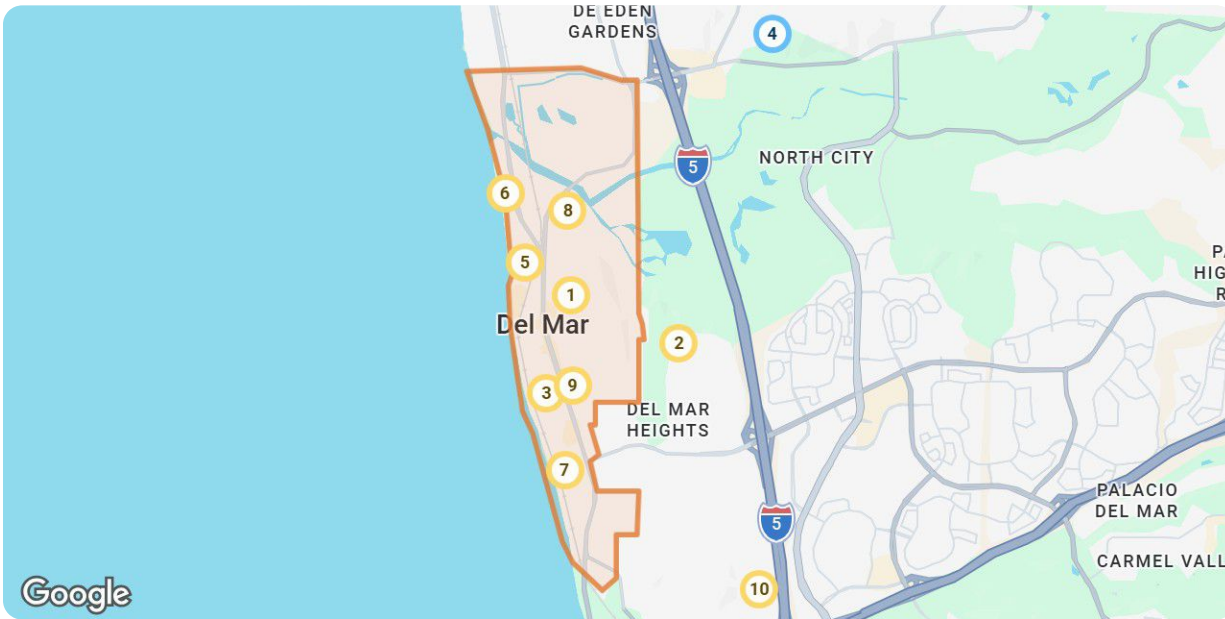 DE EDEN
GARDENS
4
5
NORTH CITY
6
8
5
1
Del Mar
2
3
9
DEL MAR
HEIGHTS
7
5
PALACIO
DEL MAR
CARMEL VALL
10
Google